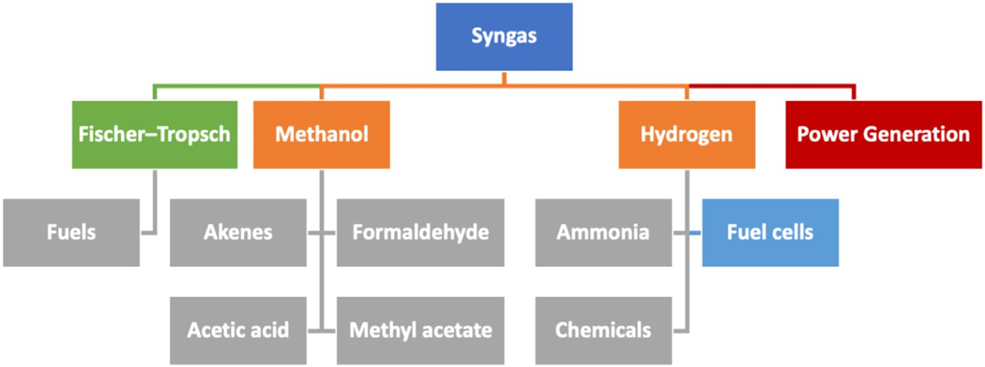 Syngas
Fischer–Tropsch
Methanol
Hydrogen
Power Generation
Fuels
Akenes
Formaldehyde
Ammonia
Fuel cells
Acetic acid
Methyl acetate
Chemicals